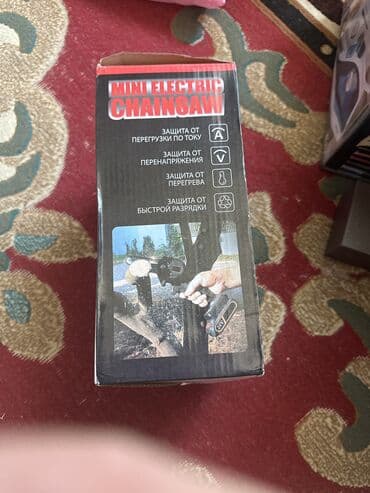 MINI ELECTRIC
CHAINSAW
ЗАЩИТА ОТ
ПЕРЕГРУЗКИ ПО ТОКУ
A
ЗАЩИТА ОТ
ПЕРЕНАПРЯЖЕНИЯ
V
ЗАЩИТА ОТ
ПЕРЕГРЕВА
ЗАЩИТА ОТ
БЫСТРОЙ РАЗРЯДКИ